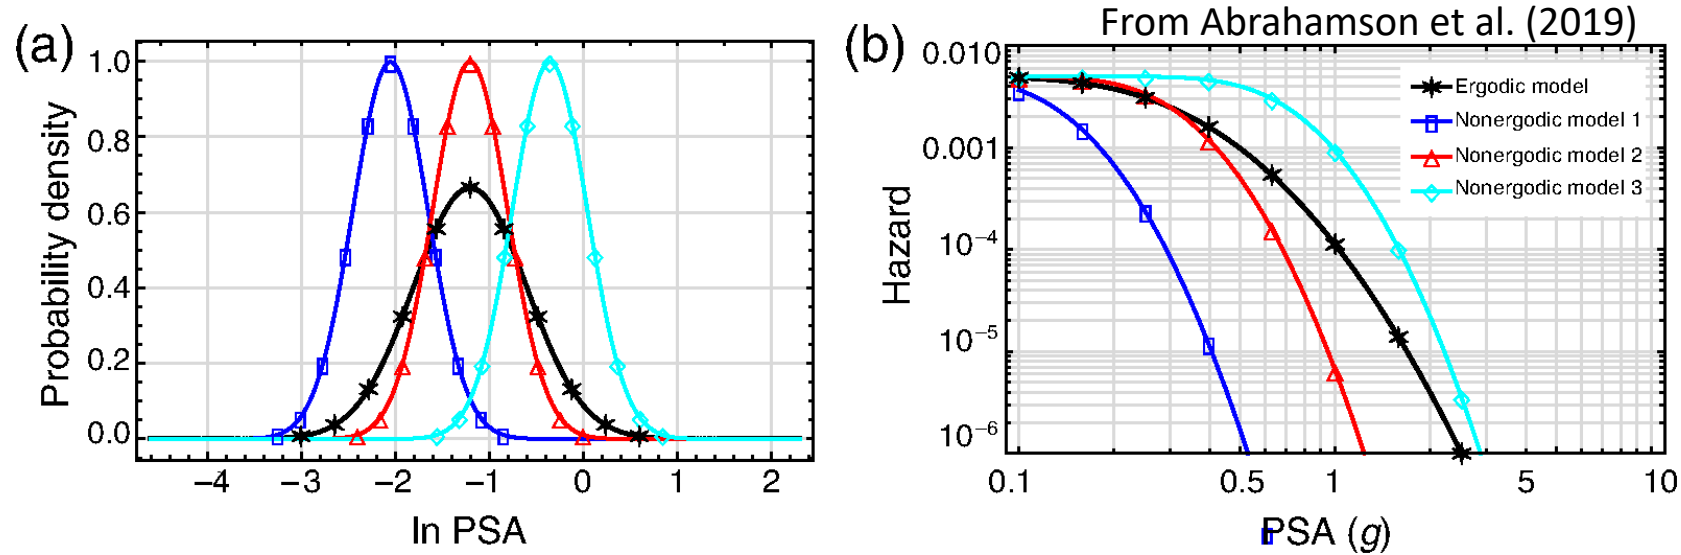 From Abrahamson et al. (2019)
(a)
Probability density
1.0
0.8
0.6
0.4
0.2
0.0
−4 −3 −2 −1 0 1 2
ln PSA
(b)
Hazard
0.010
0.001
10−4
10−5
10−6
0.1 0.5 1 5 10
PSA (g)
Ergodic model
Nonergodic model 1
Nonergodic model 2
Nonergodic model 3